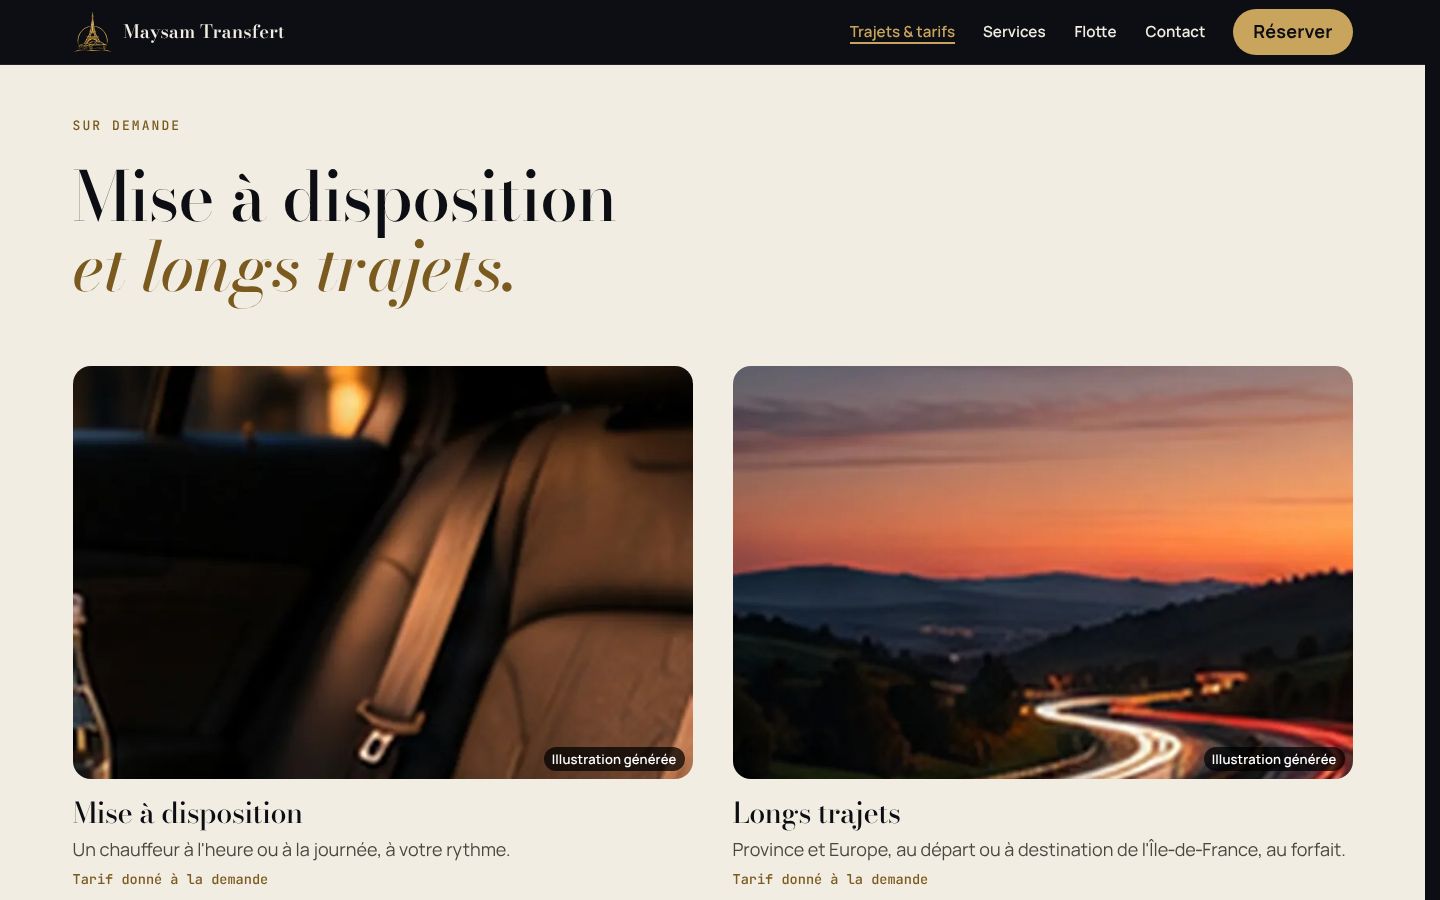 Maysam Transfert
Trajets & tarifs
Services
Flotte
Contact
Réserver
SUR DEMANDE
Mise à disposition
et longs trajets.
Illustration générée
Illustration générée
Mise à disposition
Un chauffeur à l'heure ou à la journée, à votre rythme.
Tarif donné à la demande
Longs trajets
Province et Europe, au départ ou à destination de l'Île-de-France, au forfait.
Tarif donné à la demande